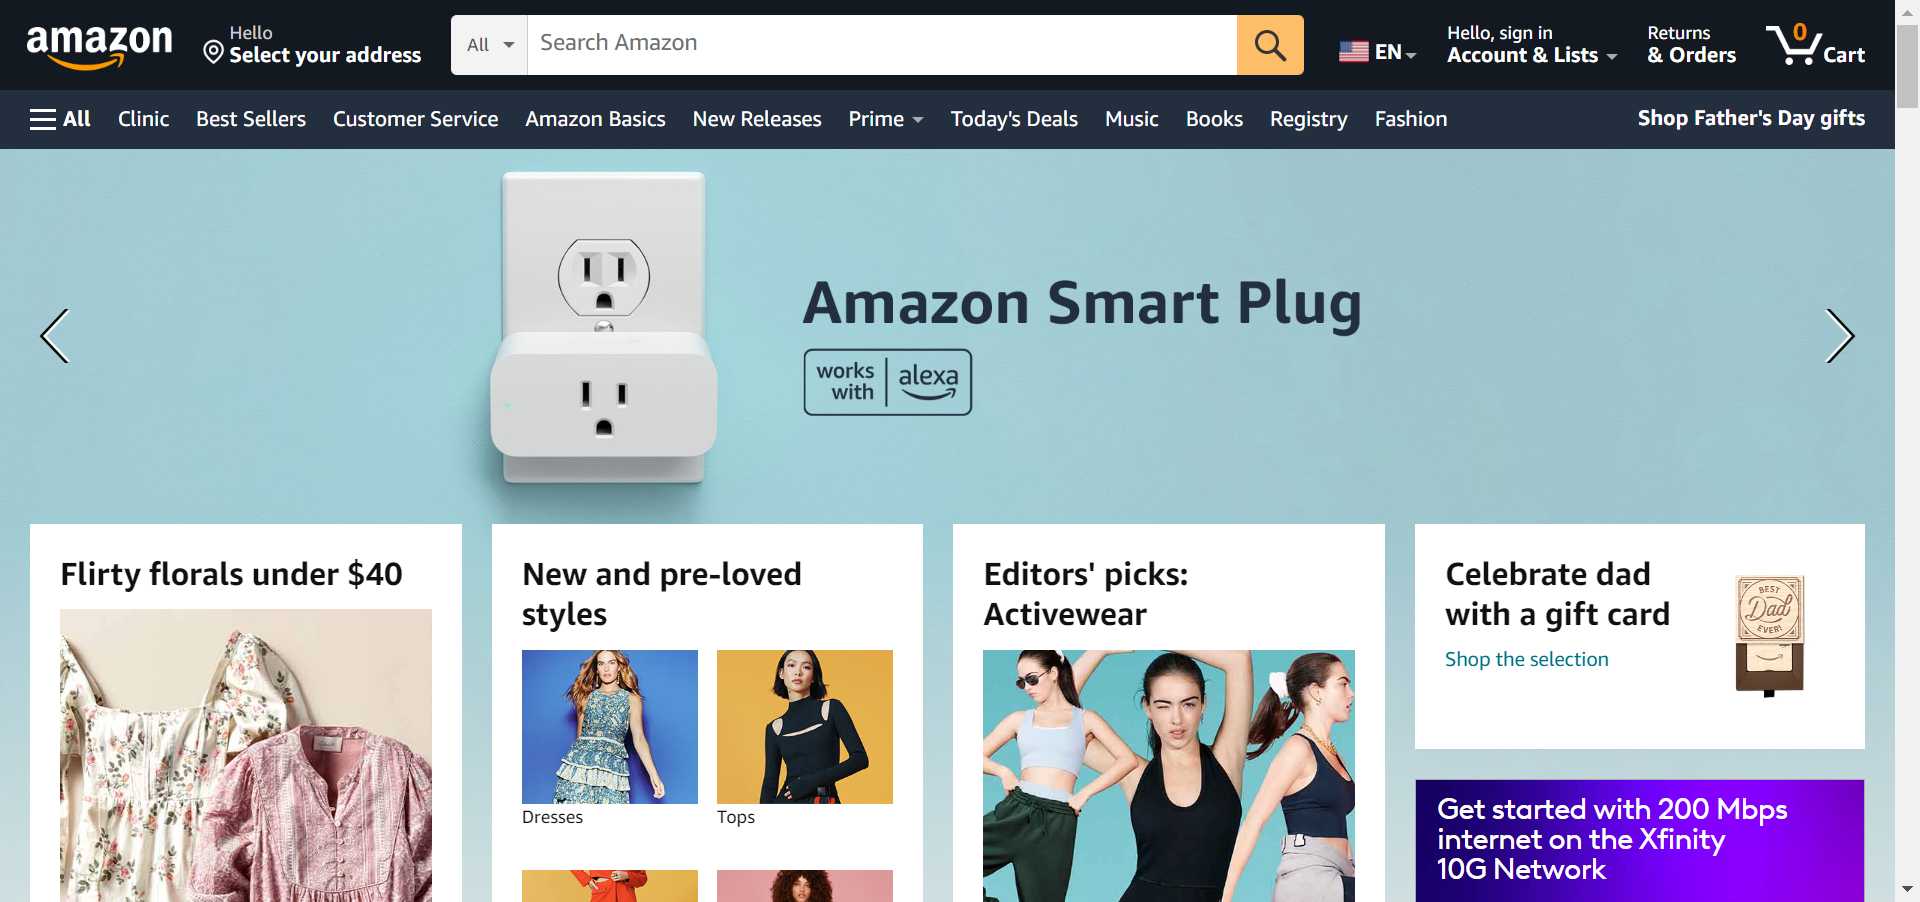 amazon
Hello
Select your address
All
Search Amazon
EN
Hello, sign in
Account & Lists
Returns
& Orders
0
Cart
All
Clinic
Best Sellers
Customer Service
Amazon Basics
New Releases
Prime
Today's Deals
Music
Books
Registry
Fashion
Shop Father's Day gifts
Amazon Smart Plug
works
with
alexa
Flirty florals under $40
New and pre-loved
styles
Dresses
Tops
Editors' picks:
Activewear
Celebrate dad
with a gift card
Shop the selection
BEST
Dad
EVER!
Get started with 200 Mbps
internet on the Xfinity
10G Network